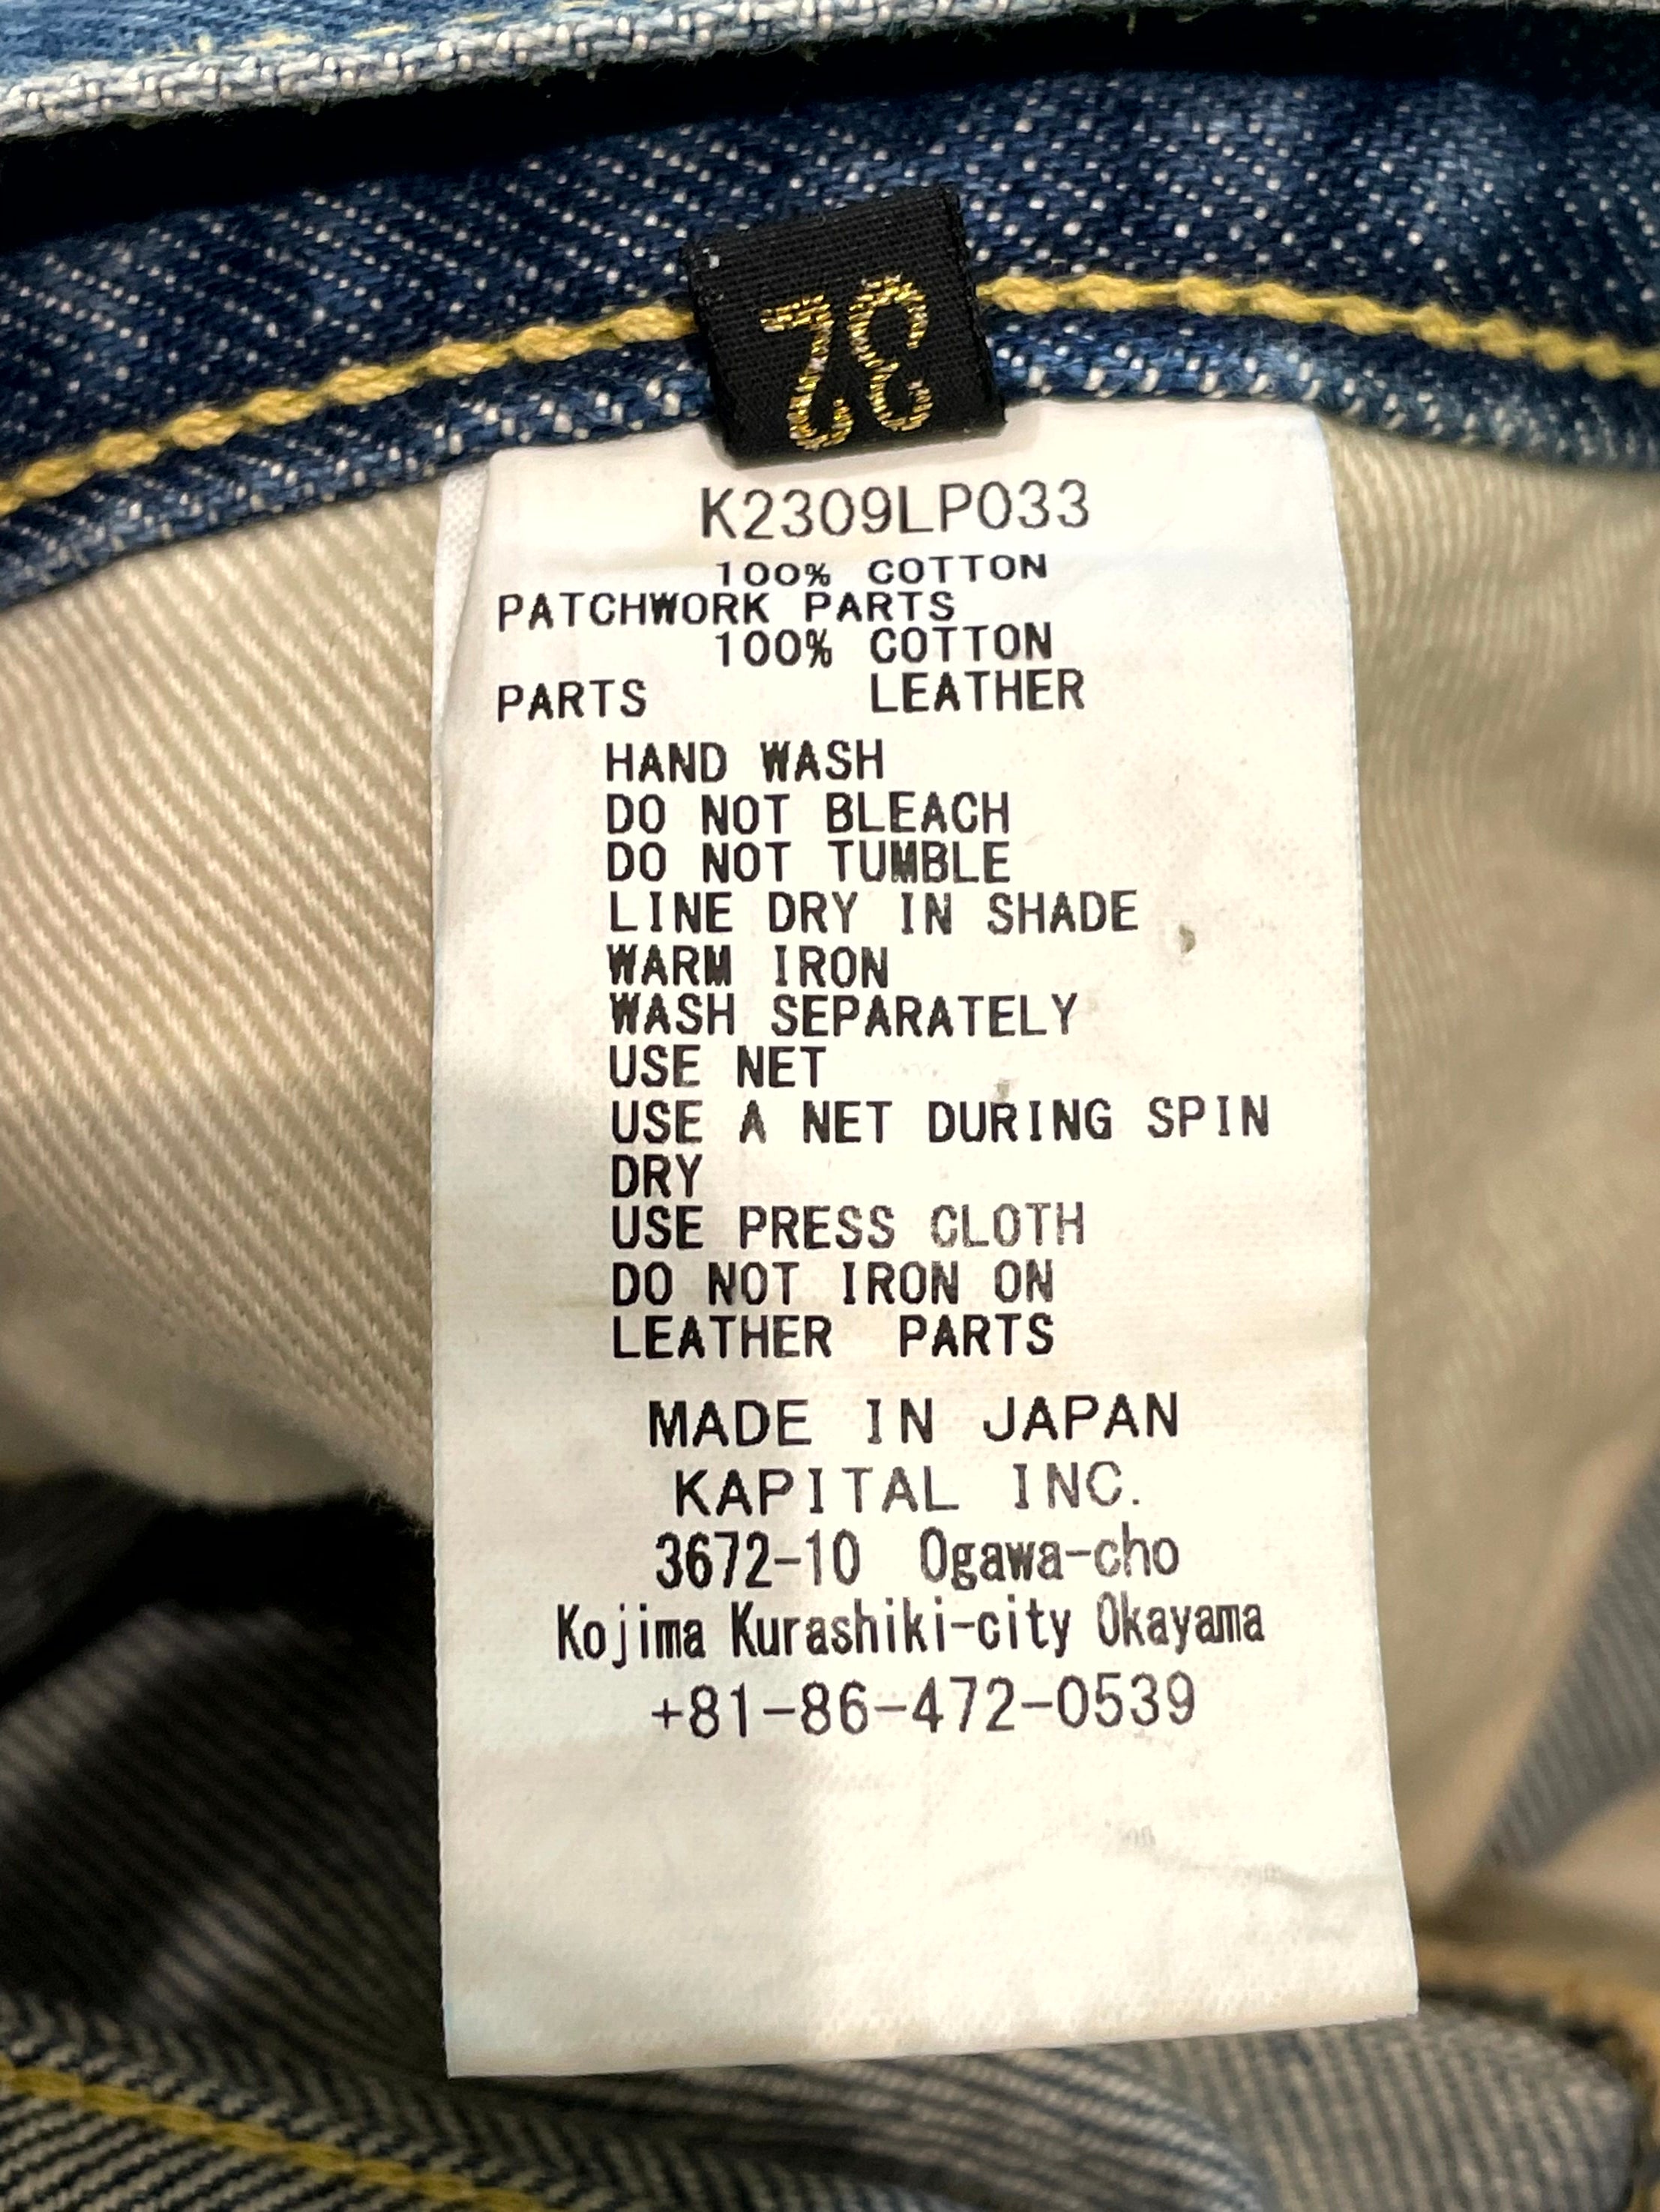 32
K2309LP033
100% COTTON
PATCHWORK PARTS
100% COTTON
PARTS LEATHER
HAND WASH
DO NOT BLEACH
DO NOT TUMBLE
LINE DRY IN SHADE
WARM IRON
WASH SEPARATELY
USE NET
USE A NET DURING SPIN
DRY
USE PRESS CLOTH
DO NOT IRON ON
LEATHER PARTS
MADE IN JAPAN
KAPITAL INC.
3672-10 Ogawa-cho
Kojima Kurashiki-city Okayama
+81-86-472-0539